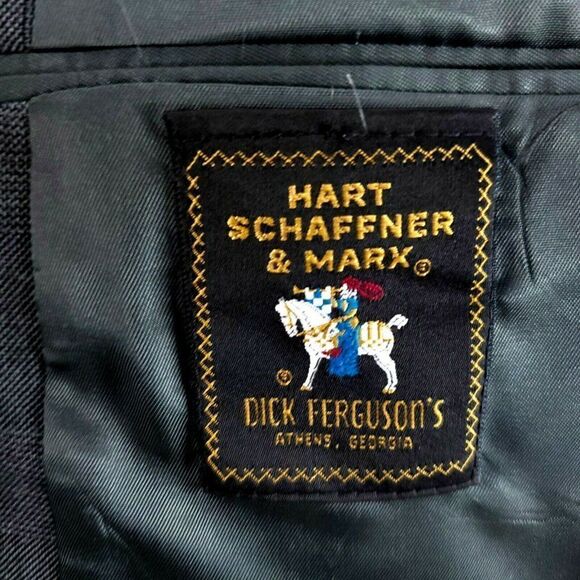 HART
SCHAFFNER
& MARX®
®
DICK FERGUSON'S
ATHENS, GEORGIA